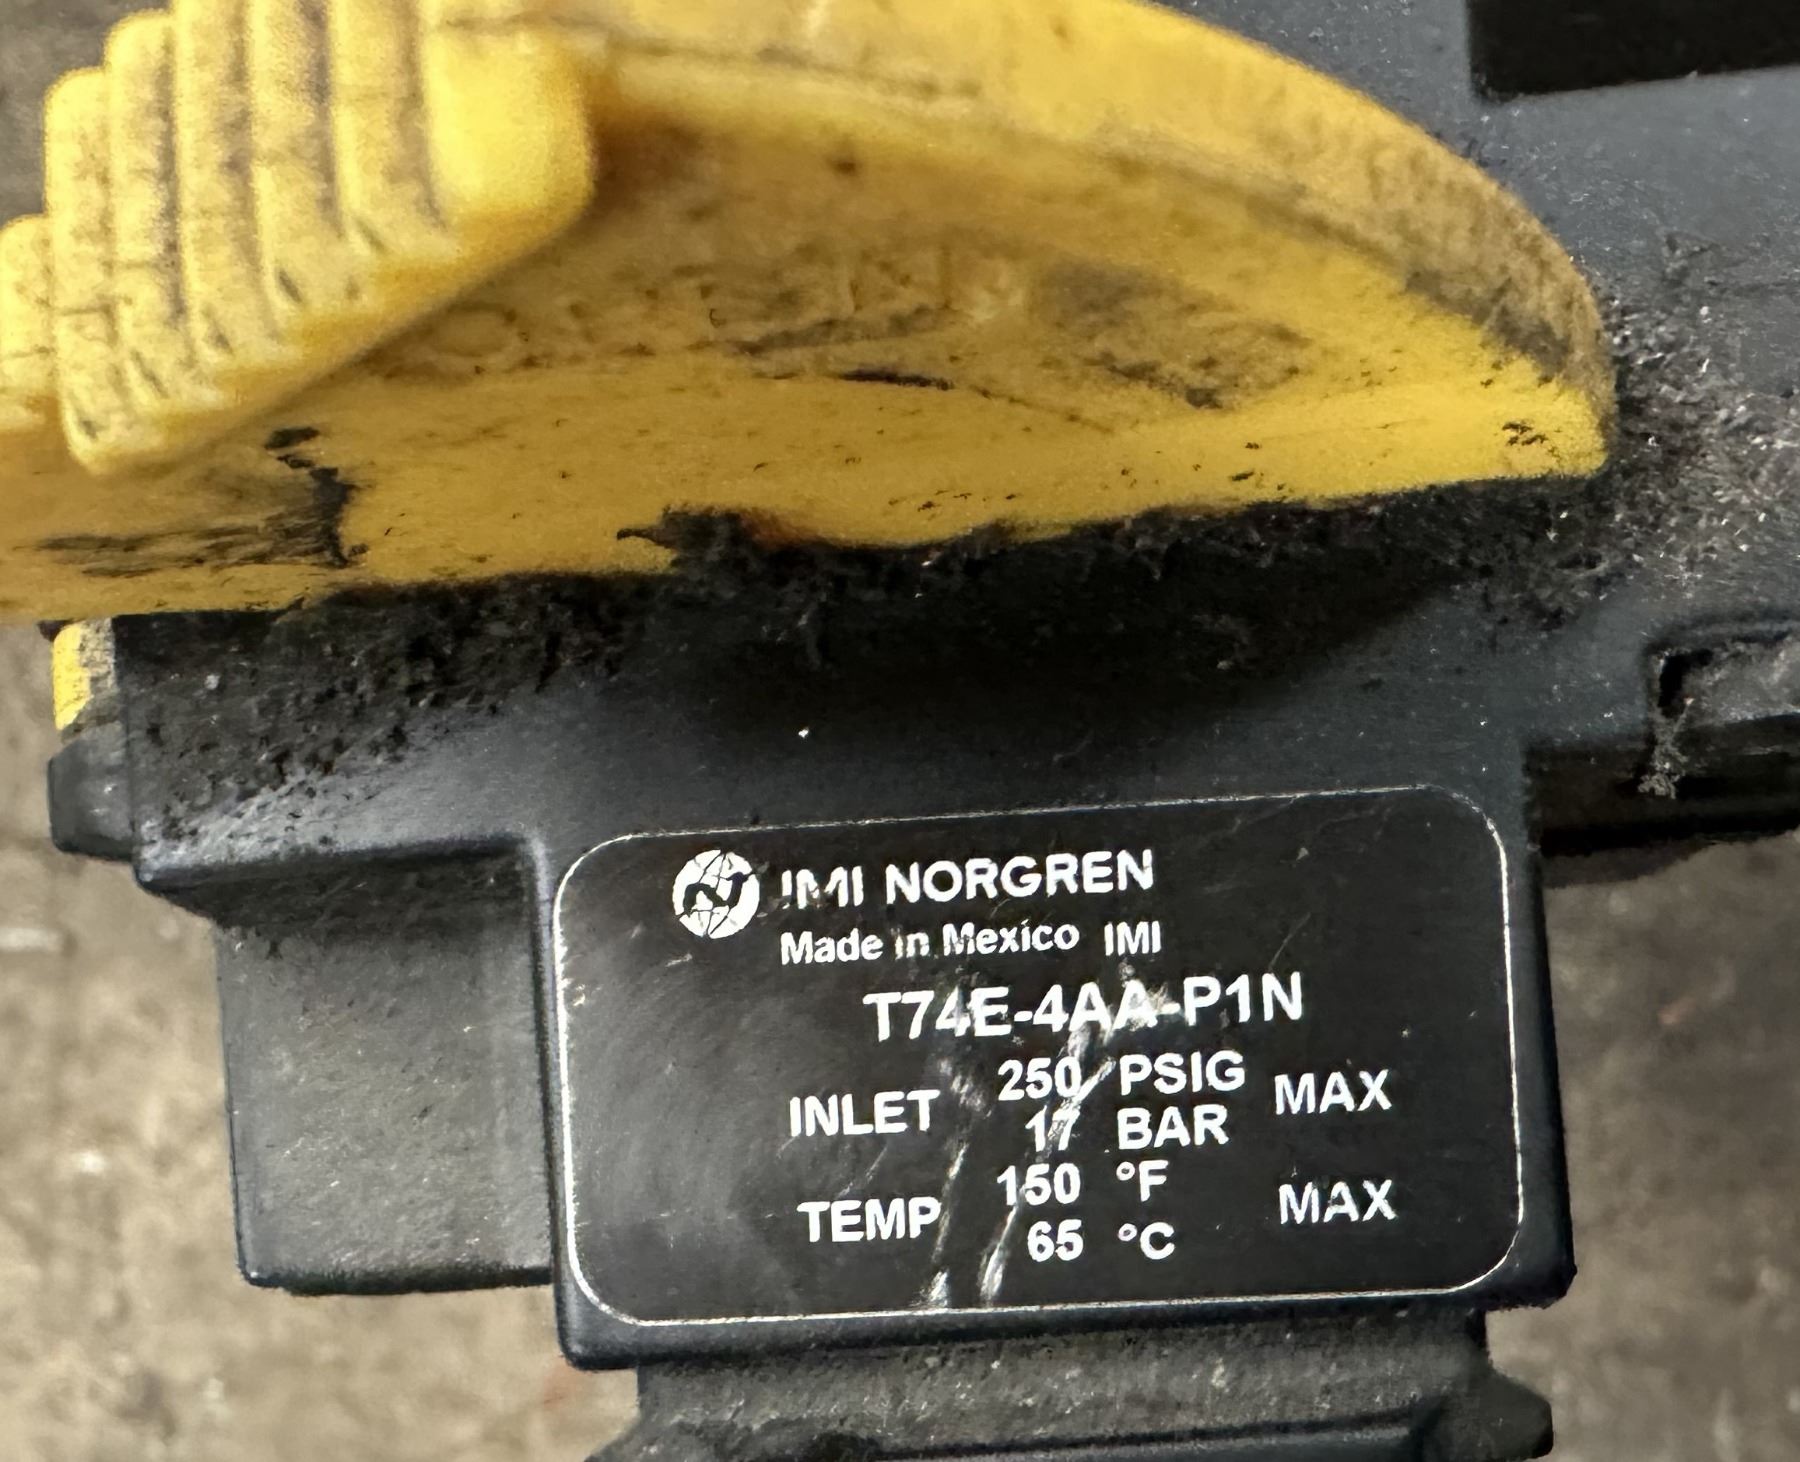 IMI NORGREN
Made in Mexico IMI
T74E-4AA-P1N
INLET 250 PSIG MAX
17 BAR
TEMP 150 °F MAX
65 °C